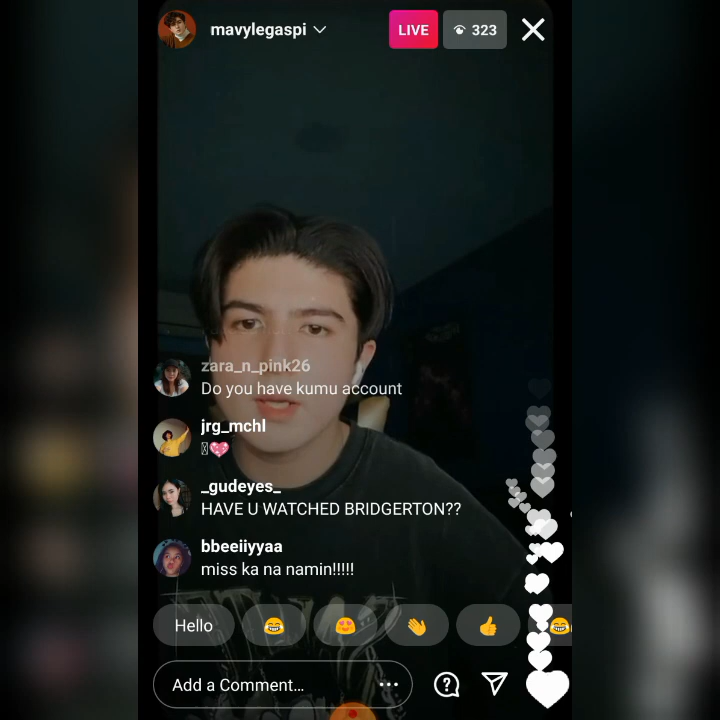 mavylegaspi
LIVE
323
zara_n_pink26
Do you have kumu account
jrg_mchl
_gudeyes_
HAVE U WATCHED BRIDGERTON??
bbeeiiyyaa
miss ka na namin!!!!!
Hello
Add a Comment...